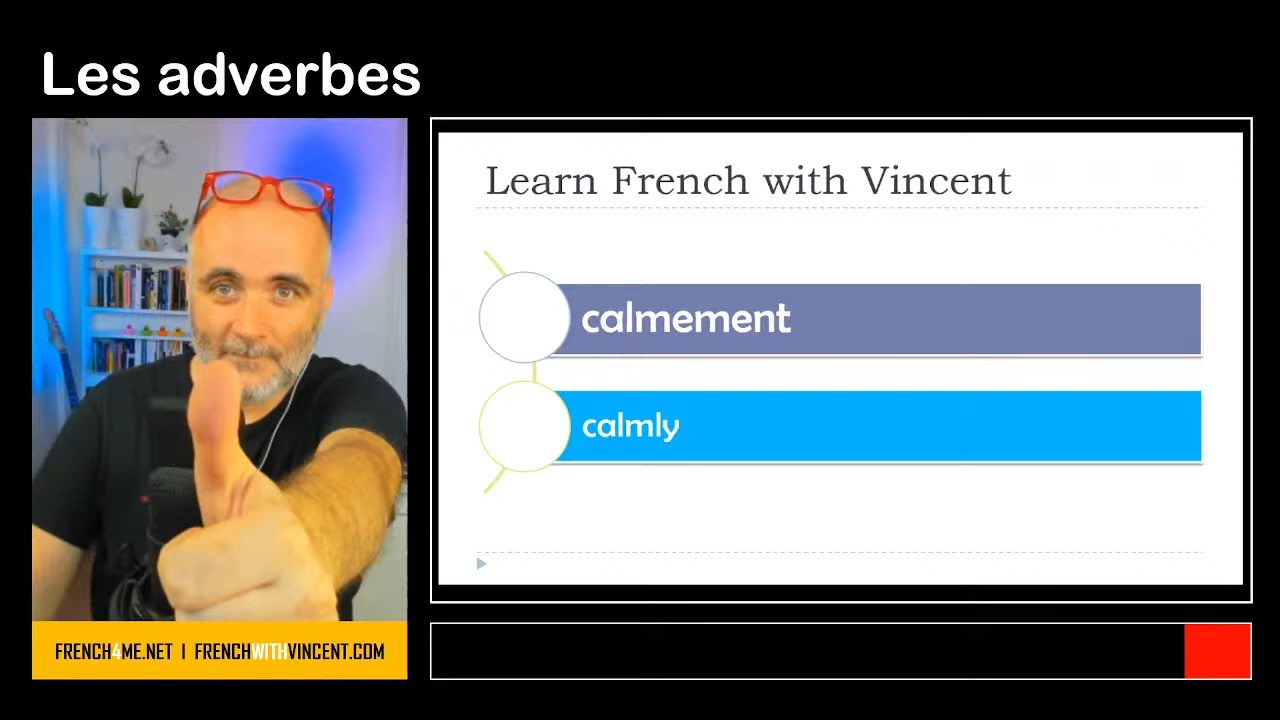 Les adverbes
Learn French with Vincent
calmement
calmly
FRENCH4ME.NET I FRENCHWITHVINCENT.COM